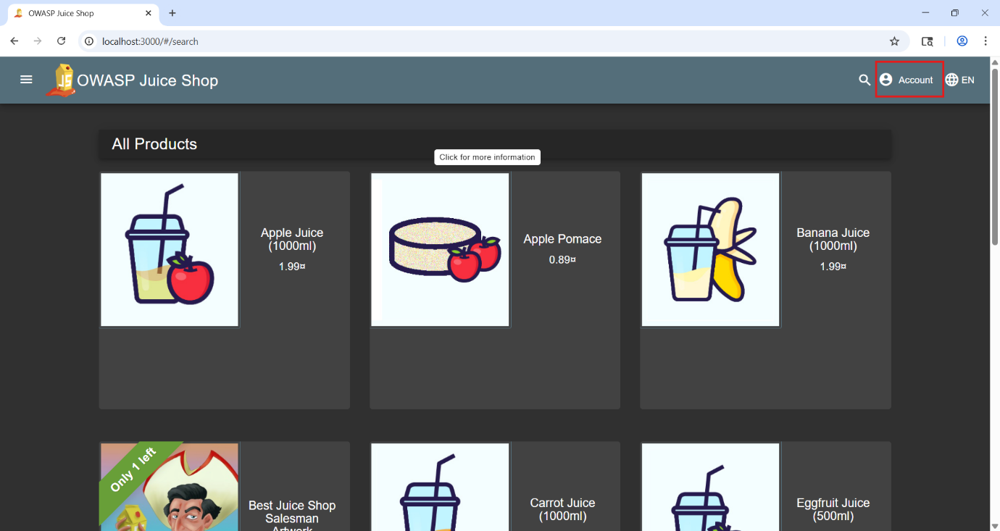 OWASP Juice Shop
localhost:3000/#/search
JS
OWASP Juice Shop
Account
EN
All Products
Click for more information
Apple Juice
(1000ml)
1.99¤
Apple Pomace
0.89¤
Banana Juice
(1000ml)
1.99¤
Only 1 left
Best Juice Shop
Salesman
Artwork
Carrot Juice
(1000ml)
Eggfruit Juice
(500ml)